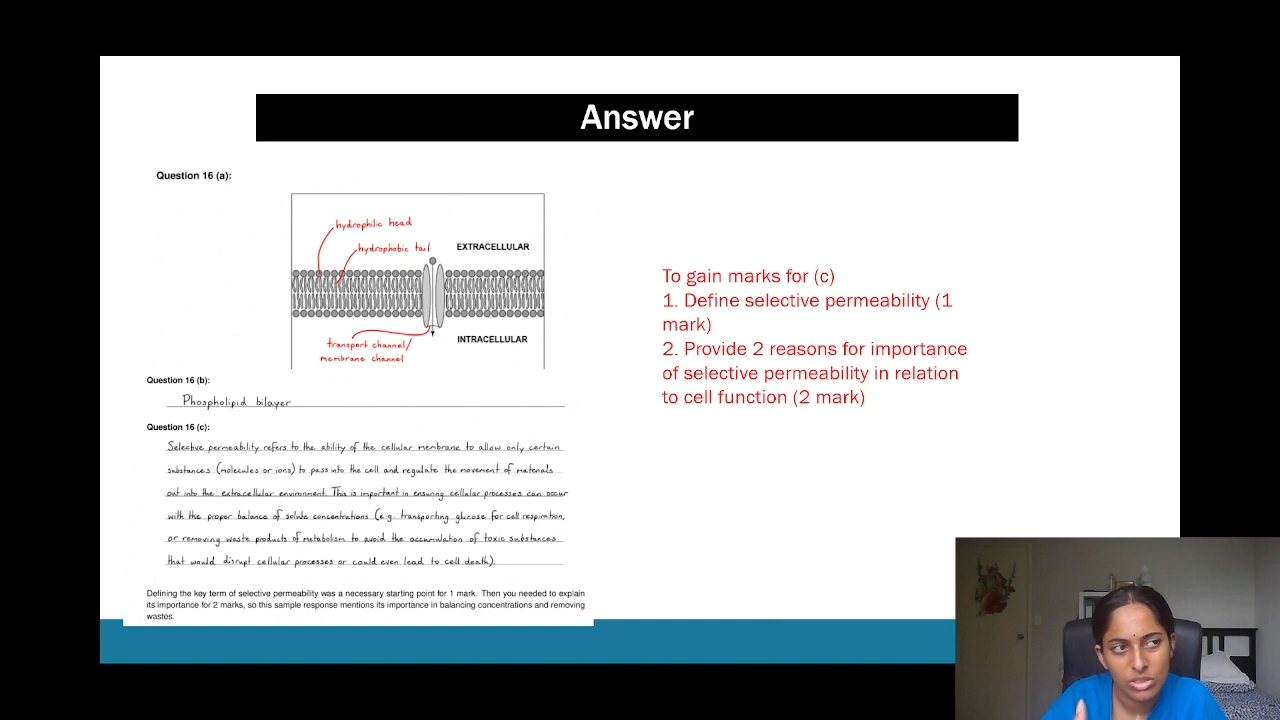 Answer
Question 16 (a):
hydrophilic head
hydrophobic tail
EXTRACELLULAR
INTRACELLULAR
transport channel/
membrane channel
Question 16 (b):
Phospholipid bilayer
Question 16 (c):
Selective permeability refers to the ability of the cellular membrane to allow only certain
substances (molecules or ions) to pass into the cell and regulate the movement of materials
out into the extracellular environment. This is important in ensuring cellular processes can occur
with the proper balance of solute concentrations (e.g. transporting glucose for cell respiration,
or removing waste products of metabolism to avoid the accumulation of toxic substances
that would disrupt cellular processes or could even lead to cell death).
Defining the key term of selective permeability was a necessary starting point for 1 mark. Then you needed to explain
its importance for 2 marks, so this sample response mentions its importance in balancing concentrations and removing
wastes.
To gain marks for (c)
1. Define selective permeability (1
mark)
2. Provide 2 reasons for importance
of selective permeability in relation
to cell function (2 mark)